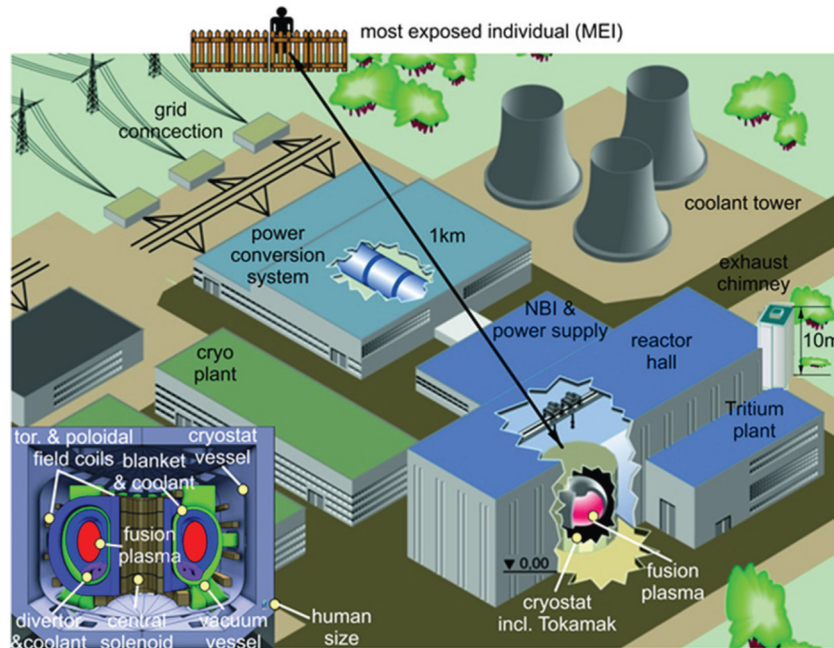 most exposed individual (MEI)
grid
conncection
coolant tower
power
conversion
system
1km
exhaust
chimney
NBI &
power supply
reactor
hall
10m
cryo
plant
Tritium
plant
tor. & poloidal
field coils
cryostat
vessel
blanket
& coolant
fusion
plasma
0,00
fusion
plasma
cryostat
incl. Tokamak
divertor
&coolant
central
solenoid
vacuum
vessel
human
size